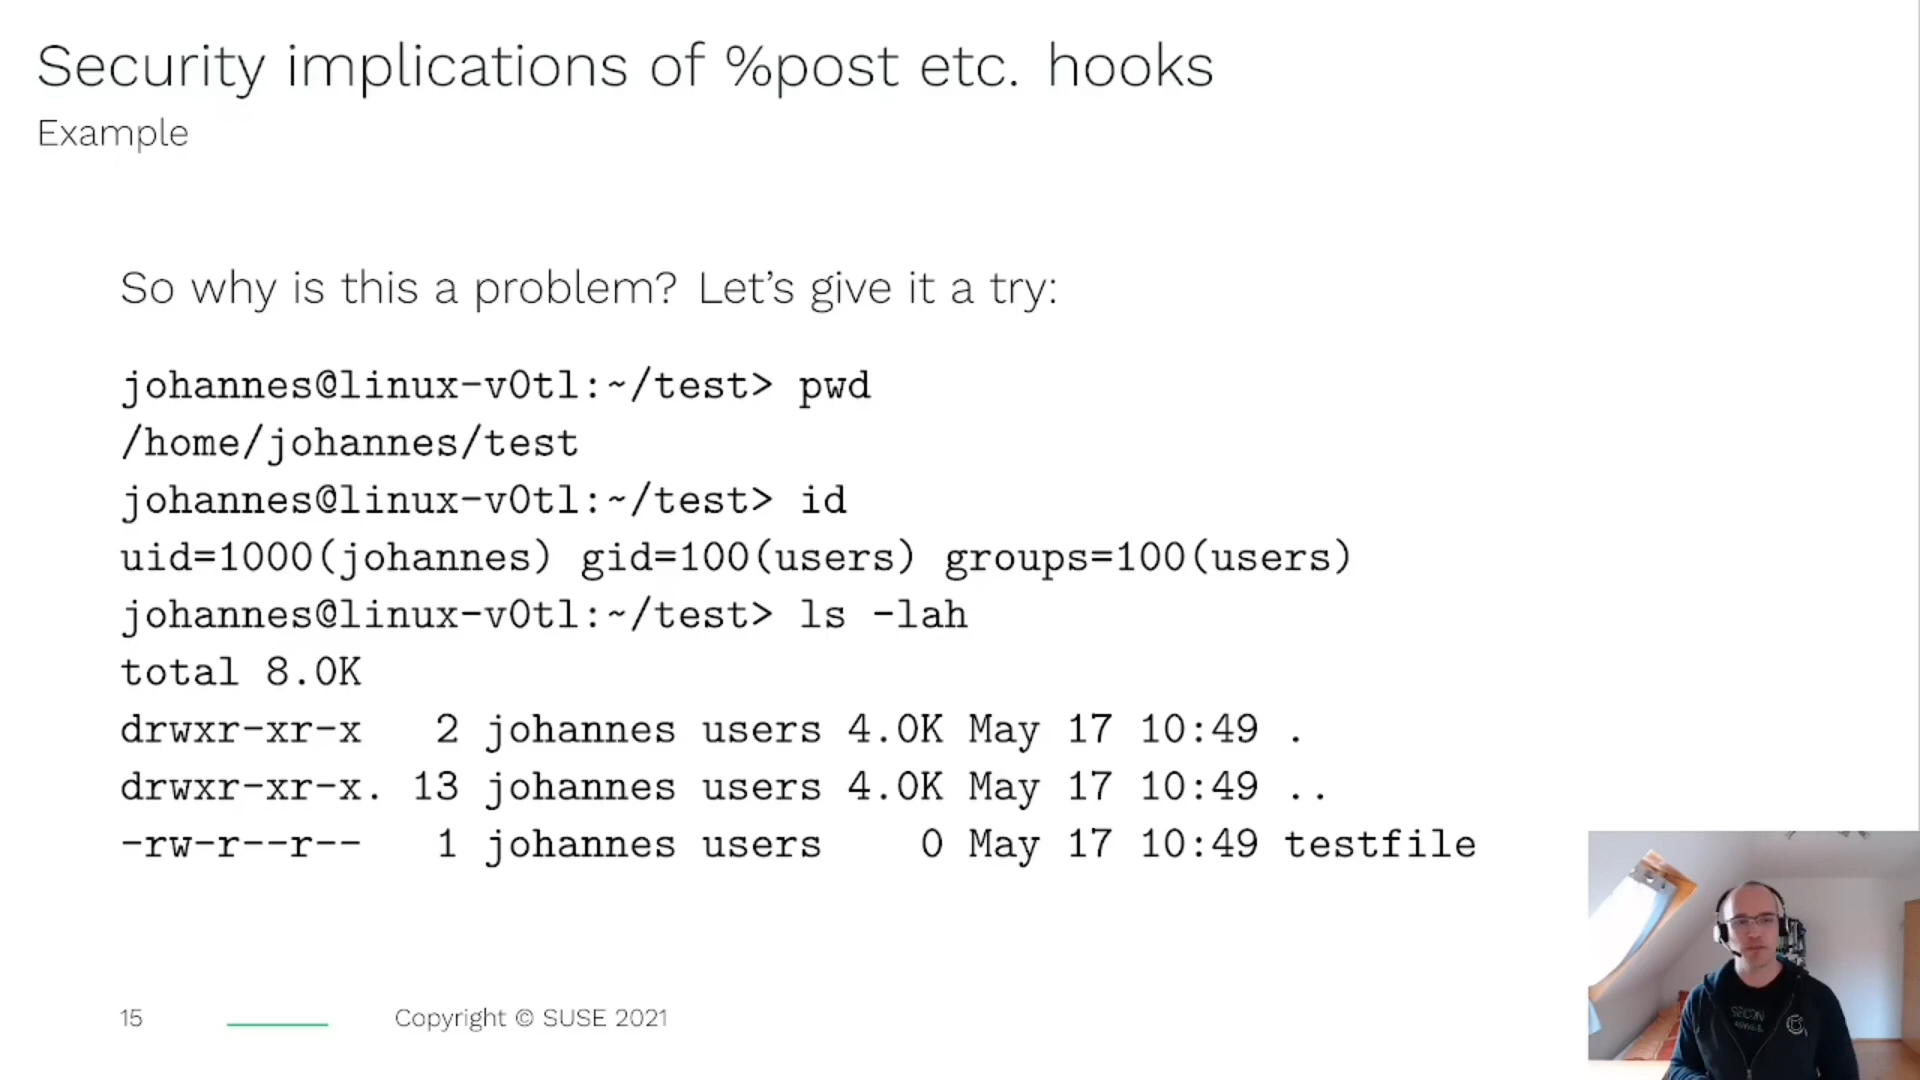 Security implications of %post etc. hooks
Example
So why is this a problem? Let's give it a try:
johannes@linux-v0tl:~/test> pwd
/home/johannes/test
johannes@linux-v0tl:~/test> id
uid=1000(johannes) gid=100(users) groups=100(users)
johannes@linux-v0tl:~/test> ls -lah
total 8.0K
drwxr-xr-x   2 johannes users 4.0K May 17 10:49 .
drwxr-xr-x. 13 johannes users 4.0K May 17 10:49 ..
-rw-r--r--   1 johannes users    0 May 17 10:49 testfile
15
Copyright © SUSE 2021